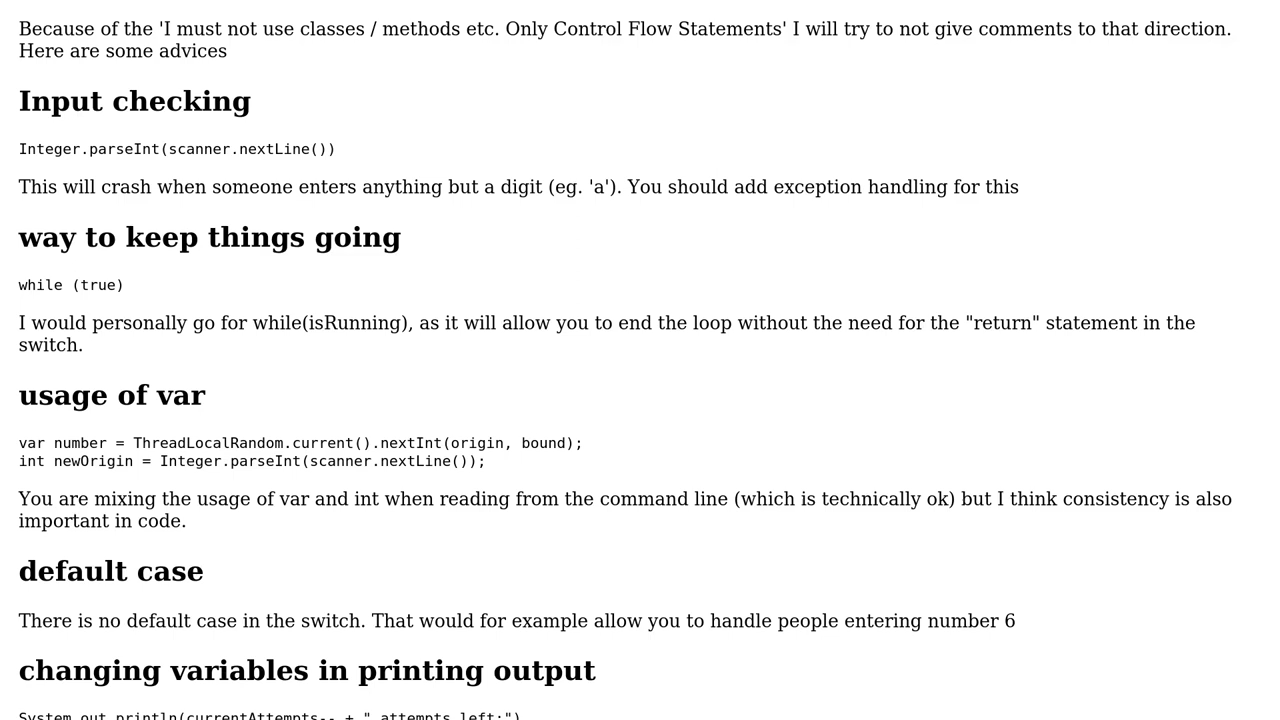 Because of the 'I must not use classes / methods etc. Only Control Flow Statements' I will try to not give comments to that direction.
Here are some advices
Input checking
Integer.parseInt(scanner.nextLine())
This will crash when someone enters anything but a digit (eg. 'a'). You should add exception handling for this
way to keep things going
while (true)
I would personally go for while(isRunning), as it will allow you to end the loop without the need for the "return" statement in the
switch.
usage of var
var number = ThreadLocalRandom.current().nextInt(origin, bound);
int newOrigin = Integer.parseInt(scanner.nextLine());
You are mixing the usage of var and int when reading from the command line (which is technically ok) but I think consistency is also
important in code.
default case
There is no default case in the switch. That would for example allow you to handle people entering number 6
changing variables in printing output
System.out.println(currentAttempts-- + " attempts left:")